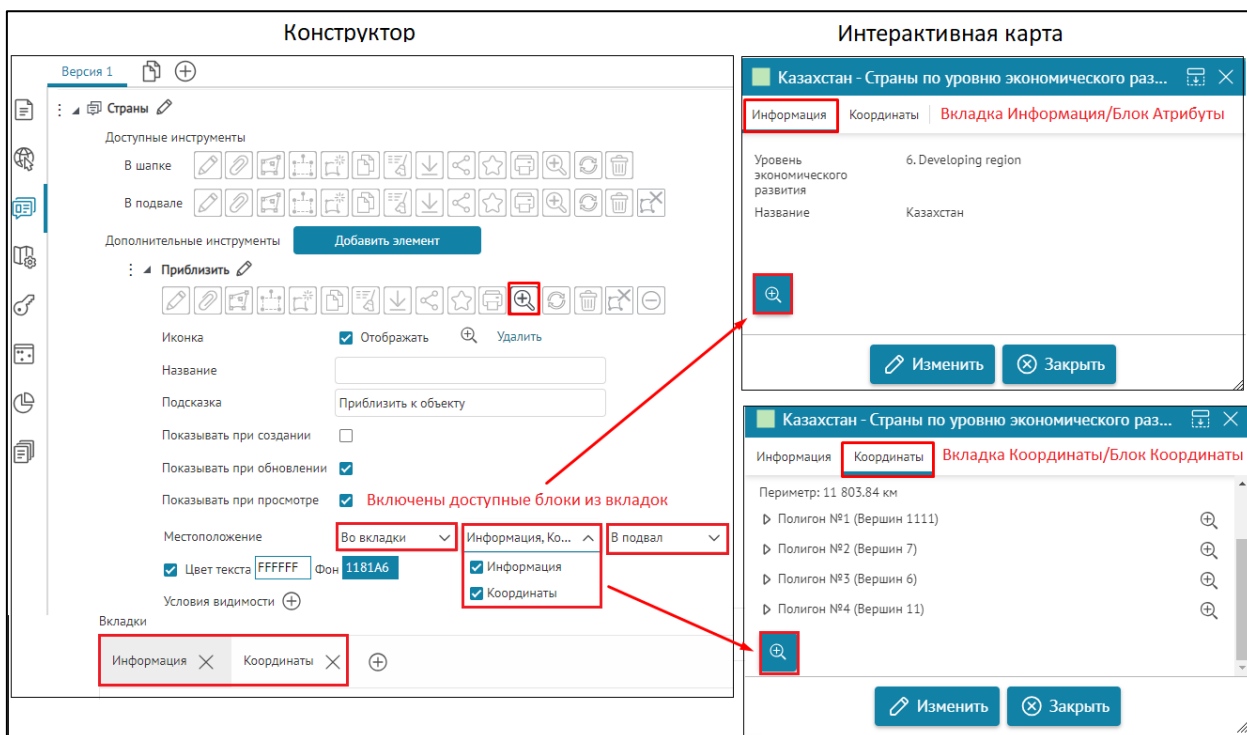 Конструктор
Версия 1
Страны
Доступные инструменты
В шапке
В подвале
Дополнительные инструменты
Добавить элемент
Приблизить
Иконка
Отображать
Удалить
Название
Подсказка
Приблизить к объекту
Показывать при создании
Показывать при обновлении
Показывать при просмотре
Включены доступные блоки из вкладок
Местоположение
Во вкладки
Информация, Ко...
В подвал
Цвет текста
FFFFFF
Фон
1181A6
Информация
Координаты
Условия видимости
Вкладки
Информация
Координаты
Интерактивная карта
Казахстан - Страны по уровню экономического раз...
Информация
Координаты
Вкладка Информация/Блок Атрибуты
Уровень
экономического
развития
6. Developing region
Название
Казахстан
Изменить
Закрыть
Казахстан - Страны по уровню экономического раз...
Информация
Координаты
Вкладка Координаты/Блок Координаты
Периметр: 11 803.84 км
Полигон №1 (Вершин 1111)
Полигон №2 (Вершин 7)
Полигон №3 (Вершин 6)
Полигон №4 (Вершин 11)
Изменить
Закрыть